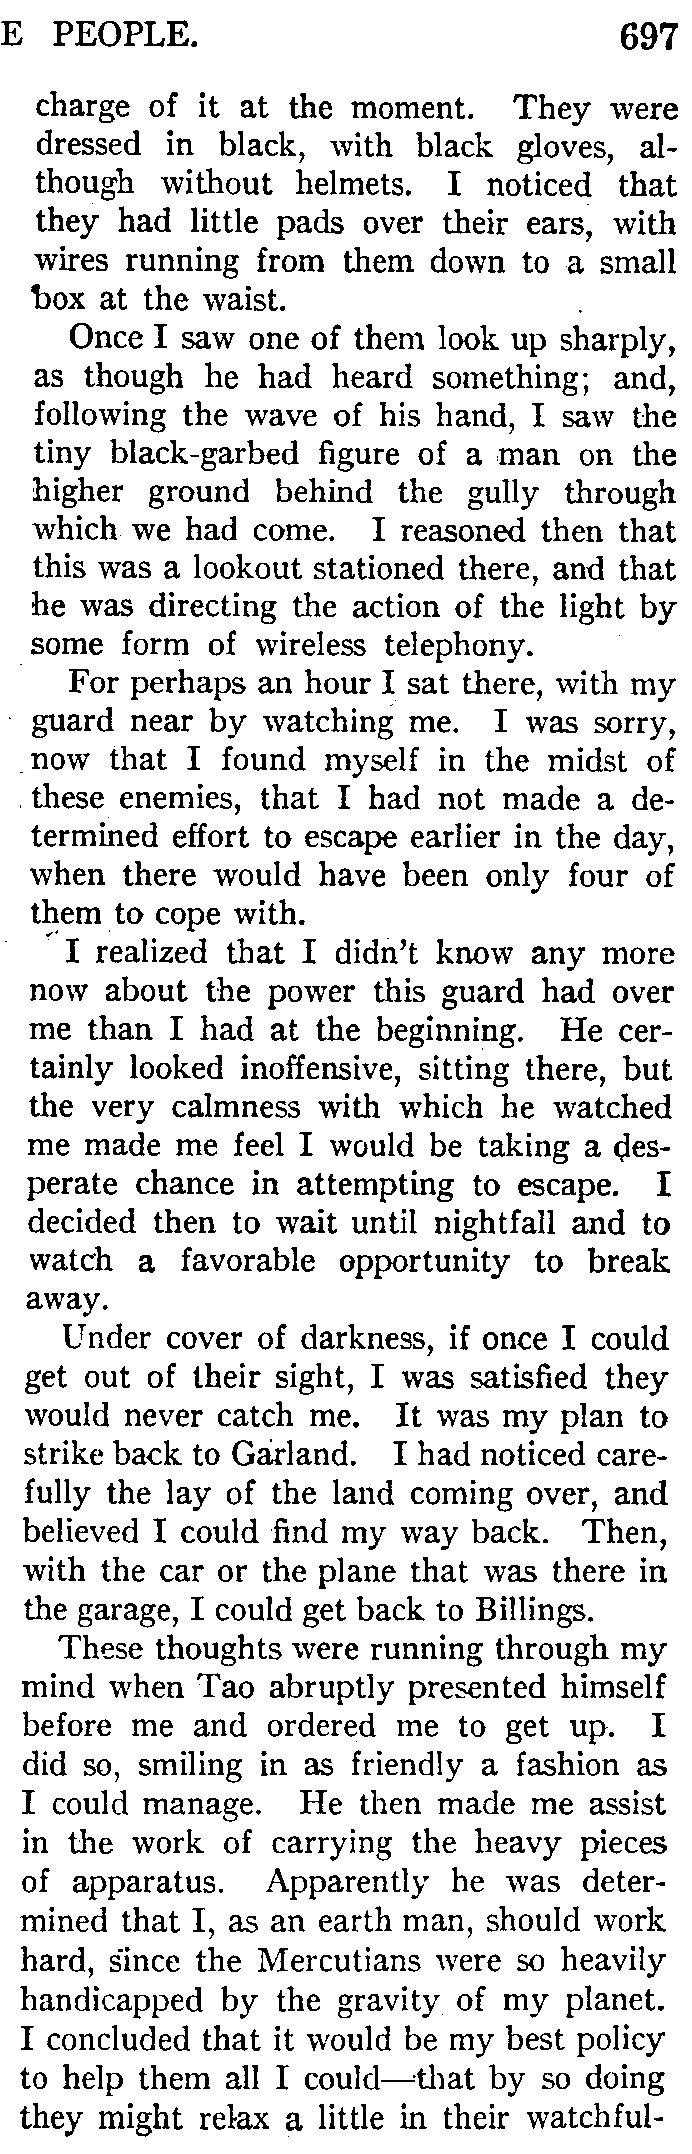 E PEOPLE. 697
charge of it at the moment. They were
dressed in black, with black gloves, al-
though without helmets. I noticed that
they had little pads over their ears, with
wires running from them down to a small
box at the waist.
Once I saw one of them look up sharply,
as though he had heard something; and,
following the wave of his hand, I saw the
tiny black-garbed figure of a man on the
higher ground behind the gully through
which we had come. I reasoned then that
this was a lookout stationed there, and that
he was directing the action of the light by
some form of wireless telephony.
For perhaps an hour I sat there, with my
guard near by watching me. I was sorry,
now that I found myself in the midst of
these enemies, that I had not made a de-
termined effort to escape earlier in the day,
when there would have been only four of
them to cope with.
I realized that I didn't know any more
now about the power this guard had over
me than I had at the beginning. He cer-
tainly looked inoffensive, sitting there, but
the very calmness with which he watched
me made me feel I would be taking a des-
perate chance in attempting to escape. I
decided then to wait until nightfall and to
watch a favorable opportunity to break
away.
Under cover of darkness, if once I could
get out of their sight, I was satisfied they
would never catch me. It was my plan to
strike back to Garland. I had noticed care-
fully the lay of the land coming over, and
believed I could find my way back. Then,
with the car or the plane that was there in
the garage, I could get back to Billings.
These thoughts were running through my
mind when Tao abruptly presented himself
before me and ordered me to get up. I
did so, smiling in as friendly a fashion as
I could manage. He then made me assist
in the work of carrying the heavy pieces
of apparatus. Apparently he was deter-
mined that I, as an earth man, should work
hard, since the Mercutians were so heavily
handicapped by the gravity of my planet.
I concluded that it would be my best policy
to help them all I could—that by so doing
they might relax a little in their watchful-